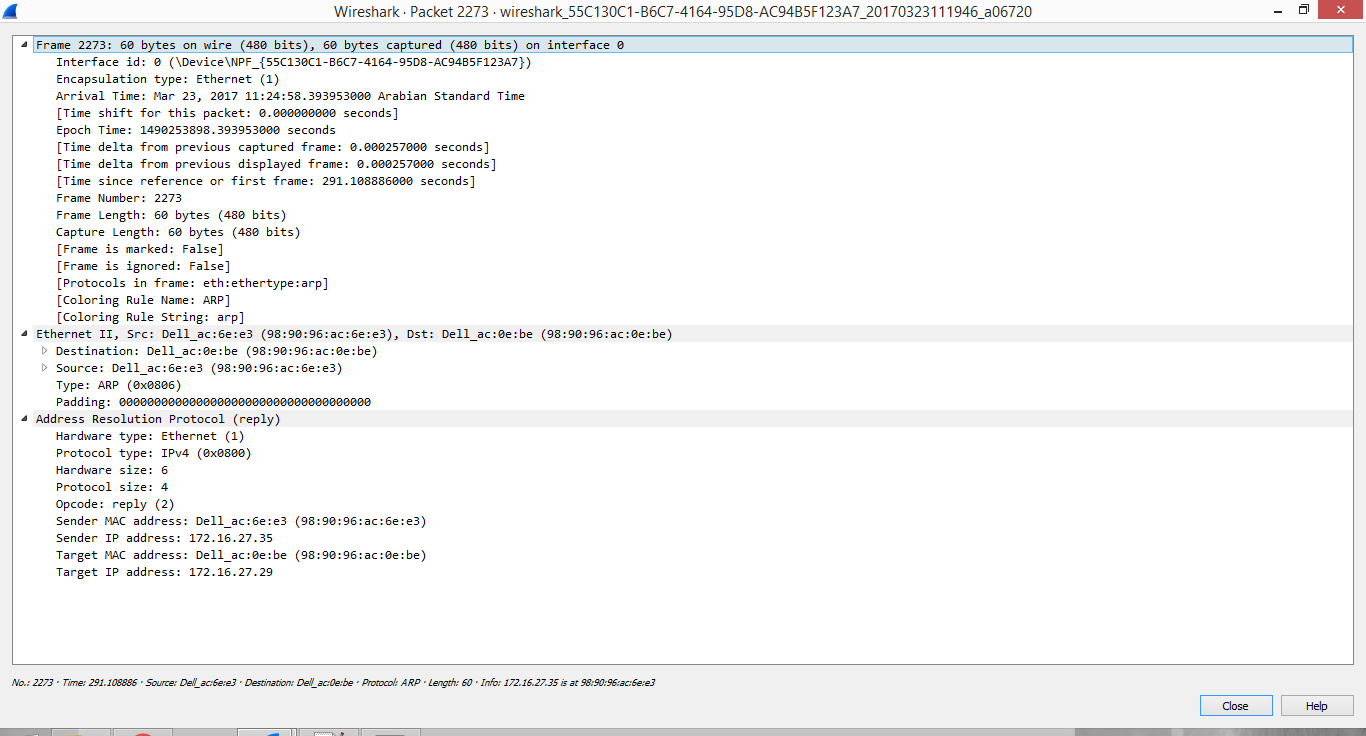 Wireshark · Packet 2273 · wireshark_55C130C1-B6C7-4164-95D8-AC94B5F123A7_20170323111946_a06720
Frame 2273: 60 bytes on wire (480 bits), 60 bytes captured (480 bits) on interface 0
Interface id: 0 (\Device\NPF_{55C130C1-B6C7-4164-95D8-AC94B5F123A7})
Encapsulation type: Ethernet (1)
Arrival Time: Mar 23, 2017 11:24:58.393953000 Arabian Standard Time
[Time shift for this packet: 0.000000000 seconds]
Epoch Time: 1490253898.393953000 seconds
[Time delta from previous captured frame: 0.000257000 seconds]
[Time delta from previous displayed frame: 0.000257000 seconds]
[Time since reference or first frame: 291.108886000 seconds]
Frame Number: 2273
Frame Length: 60 bytes (480 bits)
Capture Length: 60 bytes (480 bits)
[Frame is marked: False]
[Frame is ignored: False]
[Protocols in frame: eth:ethertype:arp]
[Coloring Rule Name: ARP]
[Coloring Rule String: arp]
Ethernet II, Src: Dell_ac:6e:e3 (98:90:96:ac:6e:e3), Dst: Dell_ac:0e:be (98:90:96:ac:0e:be)
Destination: Dell_ac:0e:be (98:90:96:ac:0e:be)
Source: Dell_ac:6e:e3 (98:90:96:ac:6e:e3)
Type: ARP (0x0806)
Padding: 000000000000000000000000000000000000
Address Resolution Protocol (reply)
Hardware type: Ethernet (1)
Protocol type: IPv4 (0x0800)
Hardware size: 6
Protocol size: 4
Opcode: reply (2)
Sender MAC address: Dell_ac:6e:e3 (98:90:96:ac:6e:e3)
Sender IP address: 172.16.27.35
Target MAC address: Dell_ac:0e:be (98:90:96:ac:0e:be)
Target IP address: 172.16.27.29
No.: 2273 · Time: 291.108886 · Source: Dell_ac:6e:e3 · Destination: Dell_ac:0e:be · Protocol: ARP · Length: 60 · Info: 172.16.27.35 is at 98:90:96:ac:6e:e3
Close Help